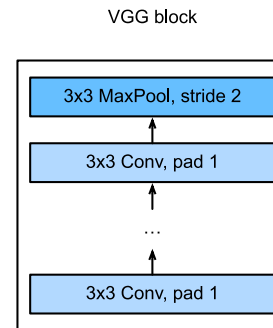 VGG block
3x3 MaxPool, stride 2
3x3 Conv, pad 1
...
3x3 Conv, pad 1